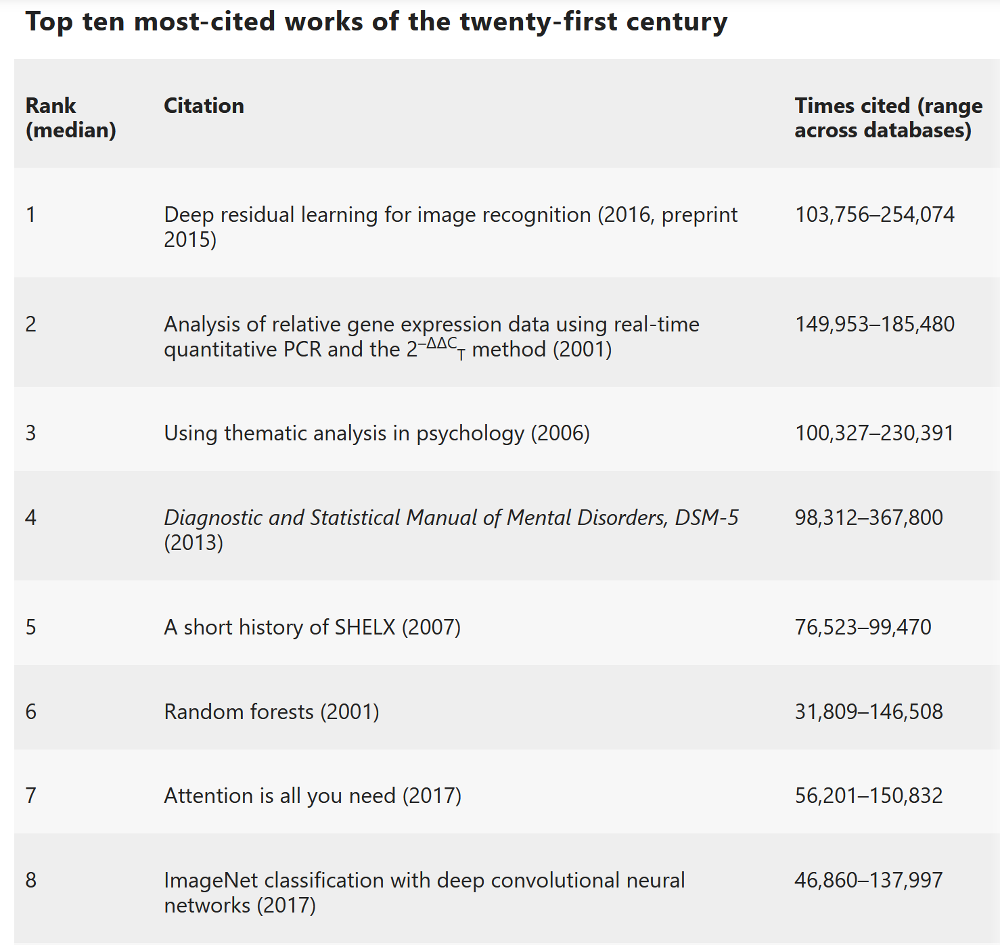 Top ten most-cited works of the twenty-first century
Rank (median) Citation Times cited (range across databases)
1 Deep residual learning for image recognition (2016, preprint 2015) 103,756–254,074
2 Analysis of relative gene expression data using real-time quantitative PCR and the 2–ΔΔCT method (2001) 149,953–185,480
3 Using thematic analysis in psychology (2006) 100,327–230,391
4 Diagnostic and Statistical Manual of Mental Disorders, DSM-5 (2013) 98,312–367,800
5 A short history of SHELX (2007) 76,523–99,470
6 Random forests (2001) 31,809–146,508
7 Attention is all you need (2017) 56,201–150,832
8 ImageNet classification with deep convolutional neural networks (2017) 46,860–137,997